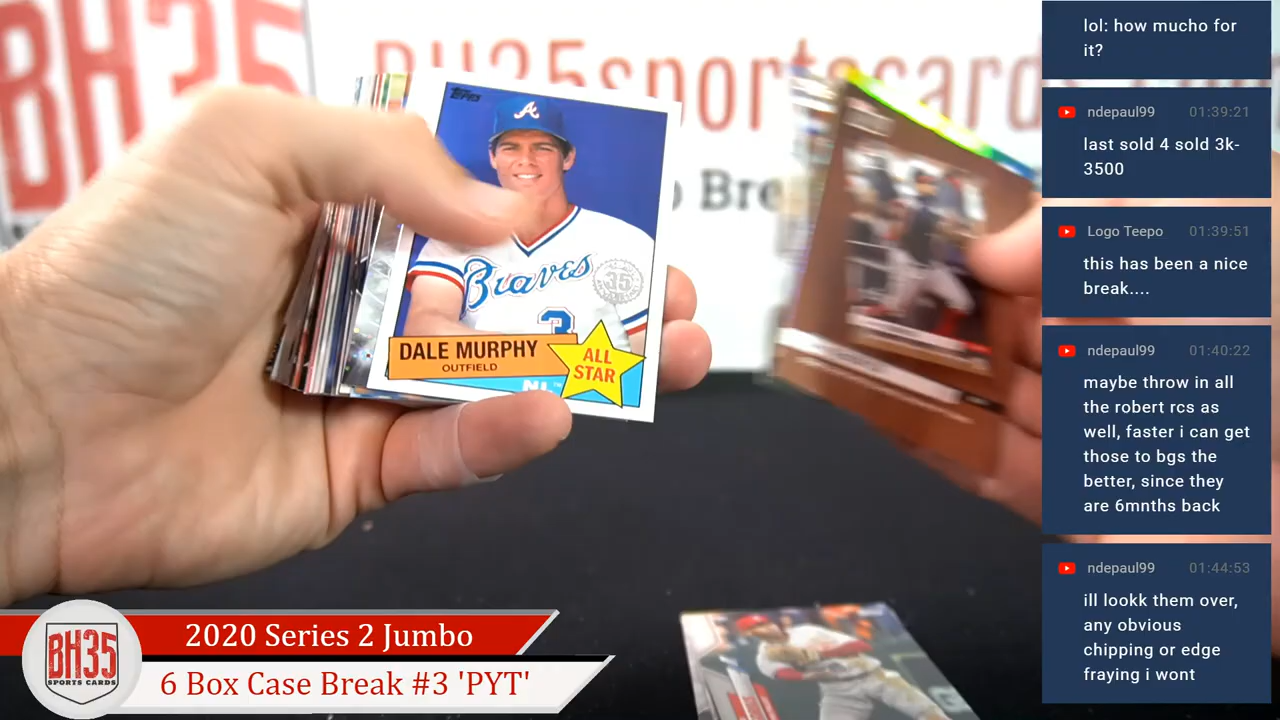 BH35
BH35sportscards.com
Bre
Topps
A
Braves
3
35
DALE MURPHY
OUTFIELD
ALL
STAR
NL
BH35
SPORTS CARDS
2020 Series 2 Jumbo
6 Box Case Break #3 'PYT'
lol: how mucho for
it?
ndepaul99 01:39:21
last sold 4 sold 3k-
3500
Logo Teepo 01:39:51
this has been a nice
break....
ndepaul99 01:40:22
maybe throw in all
the robert rcs as
well, faster i can get
those to bgs the
better, since they
are 6mnths back
ndepaul99 01:44:53
ill lookk them over,
any obvious
chipping or edge
fraying i wont